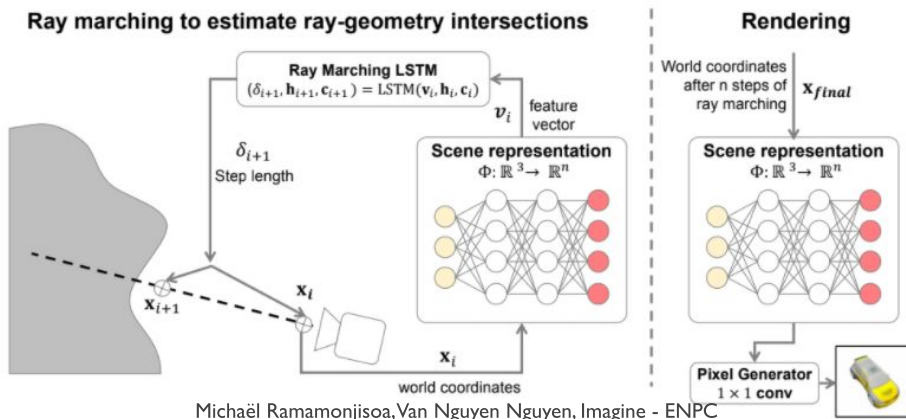 Ray marching to estimate ray-geometry intersections
Rendering
Ray Marching LSTM
(δᵢ₊₁, 𝐡ᵢ₊₁, 𝐜ᵢ₊₁) = LSTM(𝐯ᵢ, 𝐡ᵢ, 𝐜ᵢ)
𝒗ᵢ
feature
vector
δᵢ₊₁
Step length
Scene representation
Φ: ℝ³→ ℝⁿ
𝐱ᵢ₊₁
𝐱ᵢ
𝐱ᵢ
world coordinates
World coordinates
after n steps of
ray marching
𝐱_final
Scene representation
Φ: ℝ³→ ℝⁿ
Pixel Generator
1 × 1 conv
Michaël Ramamonjisoa, Van Nguyen Nguyen, Imagine - ENPC